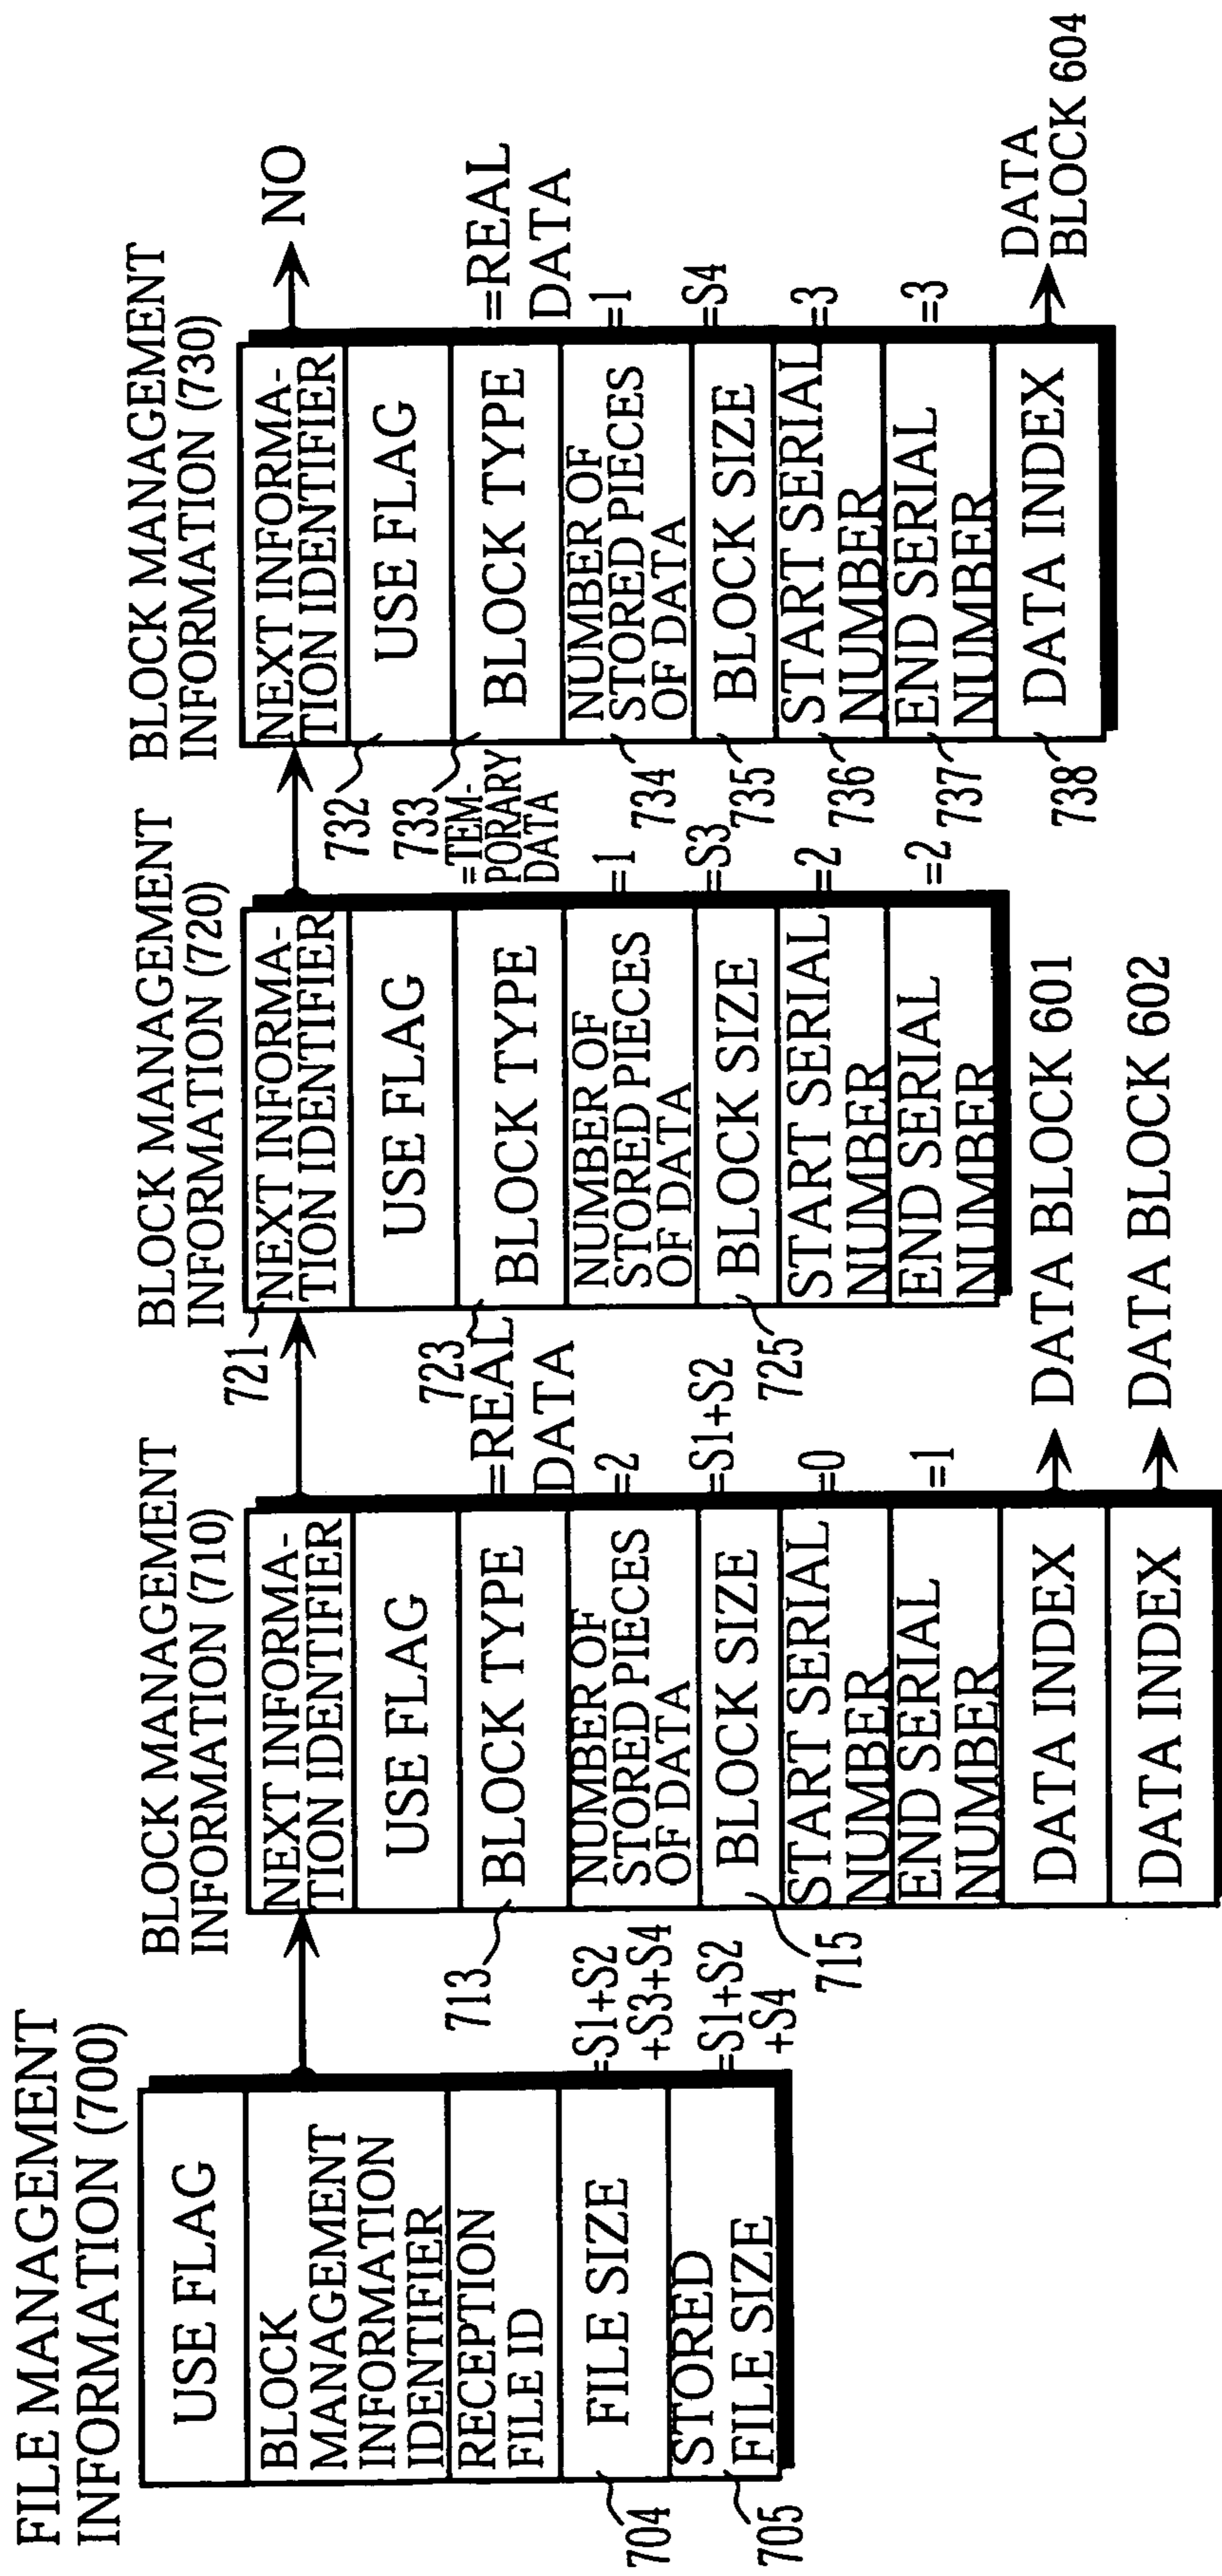 FILE MANAGEMENT
INFORMATION (700)
USE FLAG
BLOCK
MANAGEMENT
INFORMATION
IDENTIFIER
RECEPTION
FILE ID
FILE SIZE
STORED
FILE SIZE
704
705
=S1+S2
+S3+S4
=S1+S2
+S4
BLOCK MANAGEMENT
INFORMATION (710)
NEXT INFORMA-
TION IDENTIFIER
USE FLAG
BLOCK TYPE
NUMBER OF
STORED PIECES
OF DATA
BLOCK SIZE
START SERIAL
NUMBER
END SERIAL
NUMBER
DATA INDEX
DATA INDEX
713
715
=REAL
DATA
=2
=S1+S2
=0
=1
DATA BLOCK 601
DATA BLOCK 602
BLOCK MANAGEMENT
INFORMATION (720)
NEXT INFORMA-
TION IDENTIFIER
USE FLAG
BLOCK TYPE
NUMBER OF
STORED PIECES
OF DATA
BLOCK SIZE
START SERIAL
NUMBER
END SERIAL
NUMBER
721
723
725
=TEM-
PORARY
DATA
=1
=S3
=2
=2
BLOCK MANAGEMENT
INFORMATION (730)
NEXT INFORMA-
TION IDENTIFIER
USE FLAG
BLOCK TYPE
NUMBER OF
STORED PIECES
OF DATA
BLOCK SIZE
START SERIAL
NUMBER
END SERIAL
NUMBER
DATA INDEX
732
733
734
735
736
737
738
NO
=REAL
DATA
=1
=S4
=3
=3
DATA
BLOCK 604